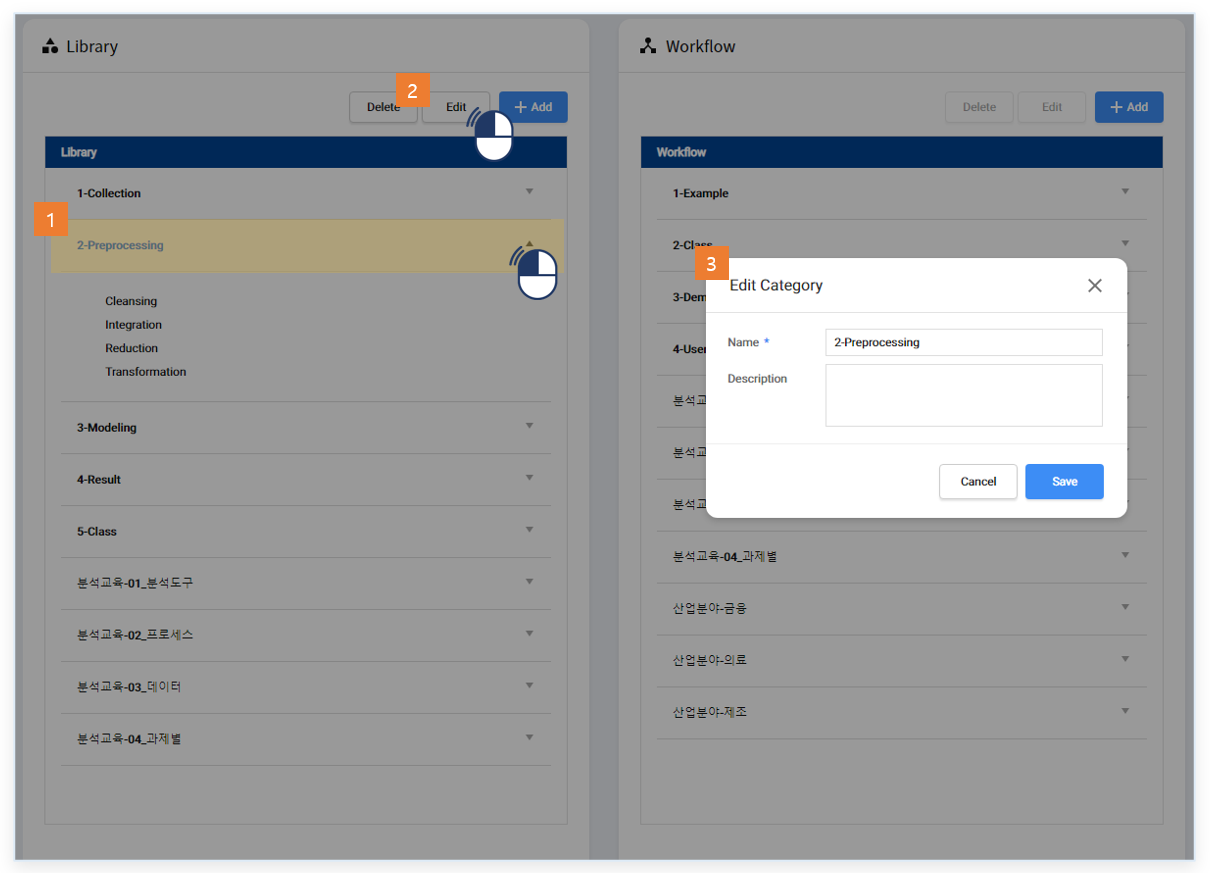 Library
2
Delete
Edit
+ Add
Library
1-Collection
1
2-Preprocessing
Cleansing
Integration
Reduction
Transformation
3-Modeling
4-Result
5-Class
분석교육-01_분석도구
분석교육-02_프로세스
분석교육-03_데이터
분석교육-04_과제별
Workflow
Delete
Edit
+ Add
Workflow
1-Example
2-Class
3-Dem
4-User
분석교
분석교
분석교
분석교육-04_과제별
산업분야-금융
산업분야-의료
산업분야-제조
3
Edit Category
Name *
2-Preprocessing
Description
Cancel
Save